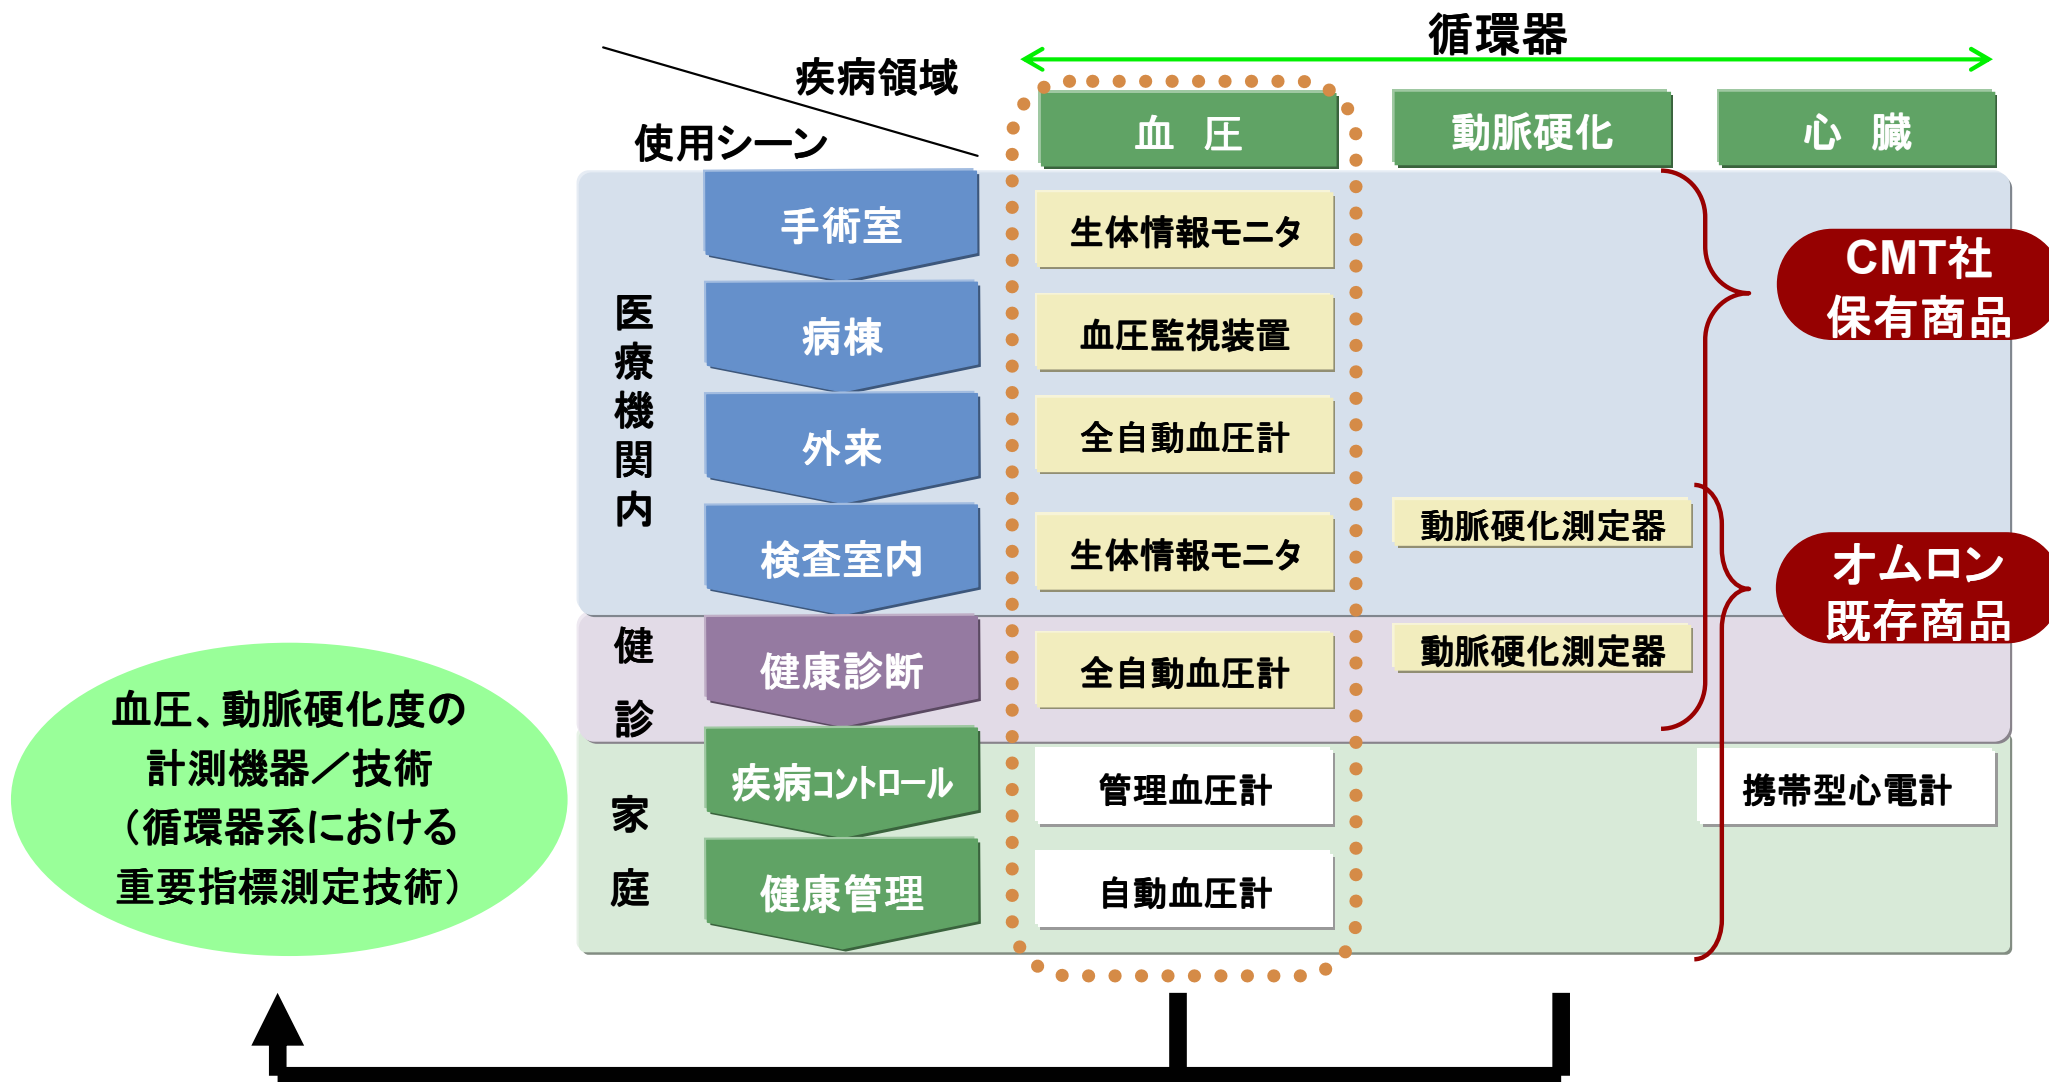 循環器
疾病領域
使用シーン
血 圧
動脈硬化
心 臓
医療機関内
手術室
生体情報モニタ
CMT社
保有商品
病棟
血圧監視装置
外来
全自動血圧計
検査室内
生体情報モニタ
動脈硬化測定器
オムロン
既存商品
健診
健康診断
全自動血圧計
動脈硬化測定器
家庭
疾病コントロール
管理血圧計
携帯型心電計
健康管理
自動血圧計
血圧、動脈硬化度の
計測機器／技術
（循環器系における
重要指標測定技術）